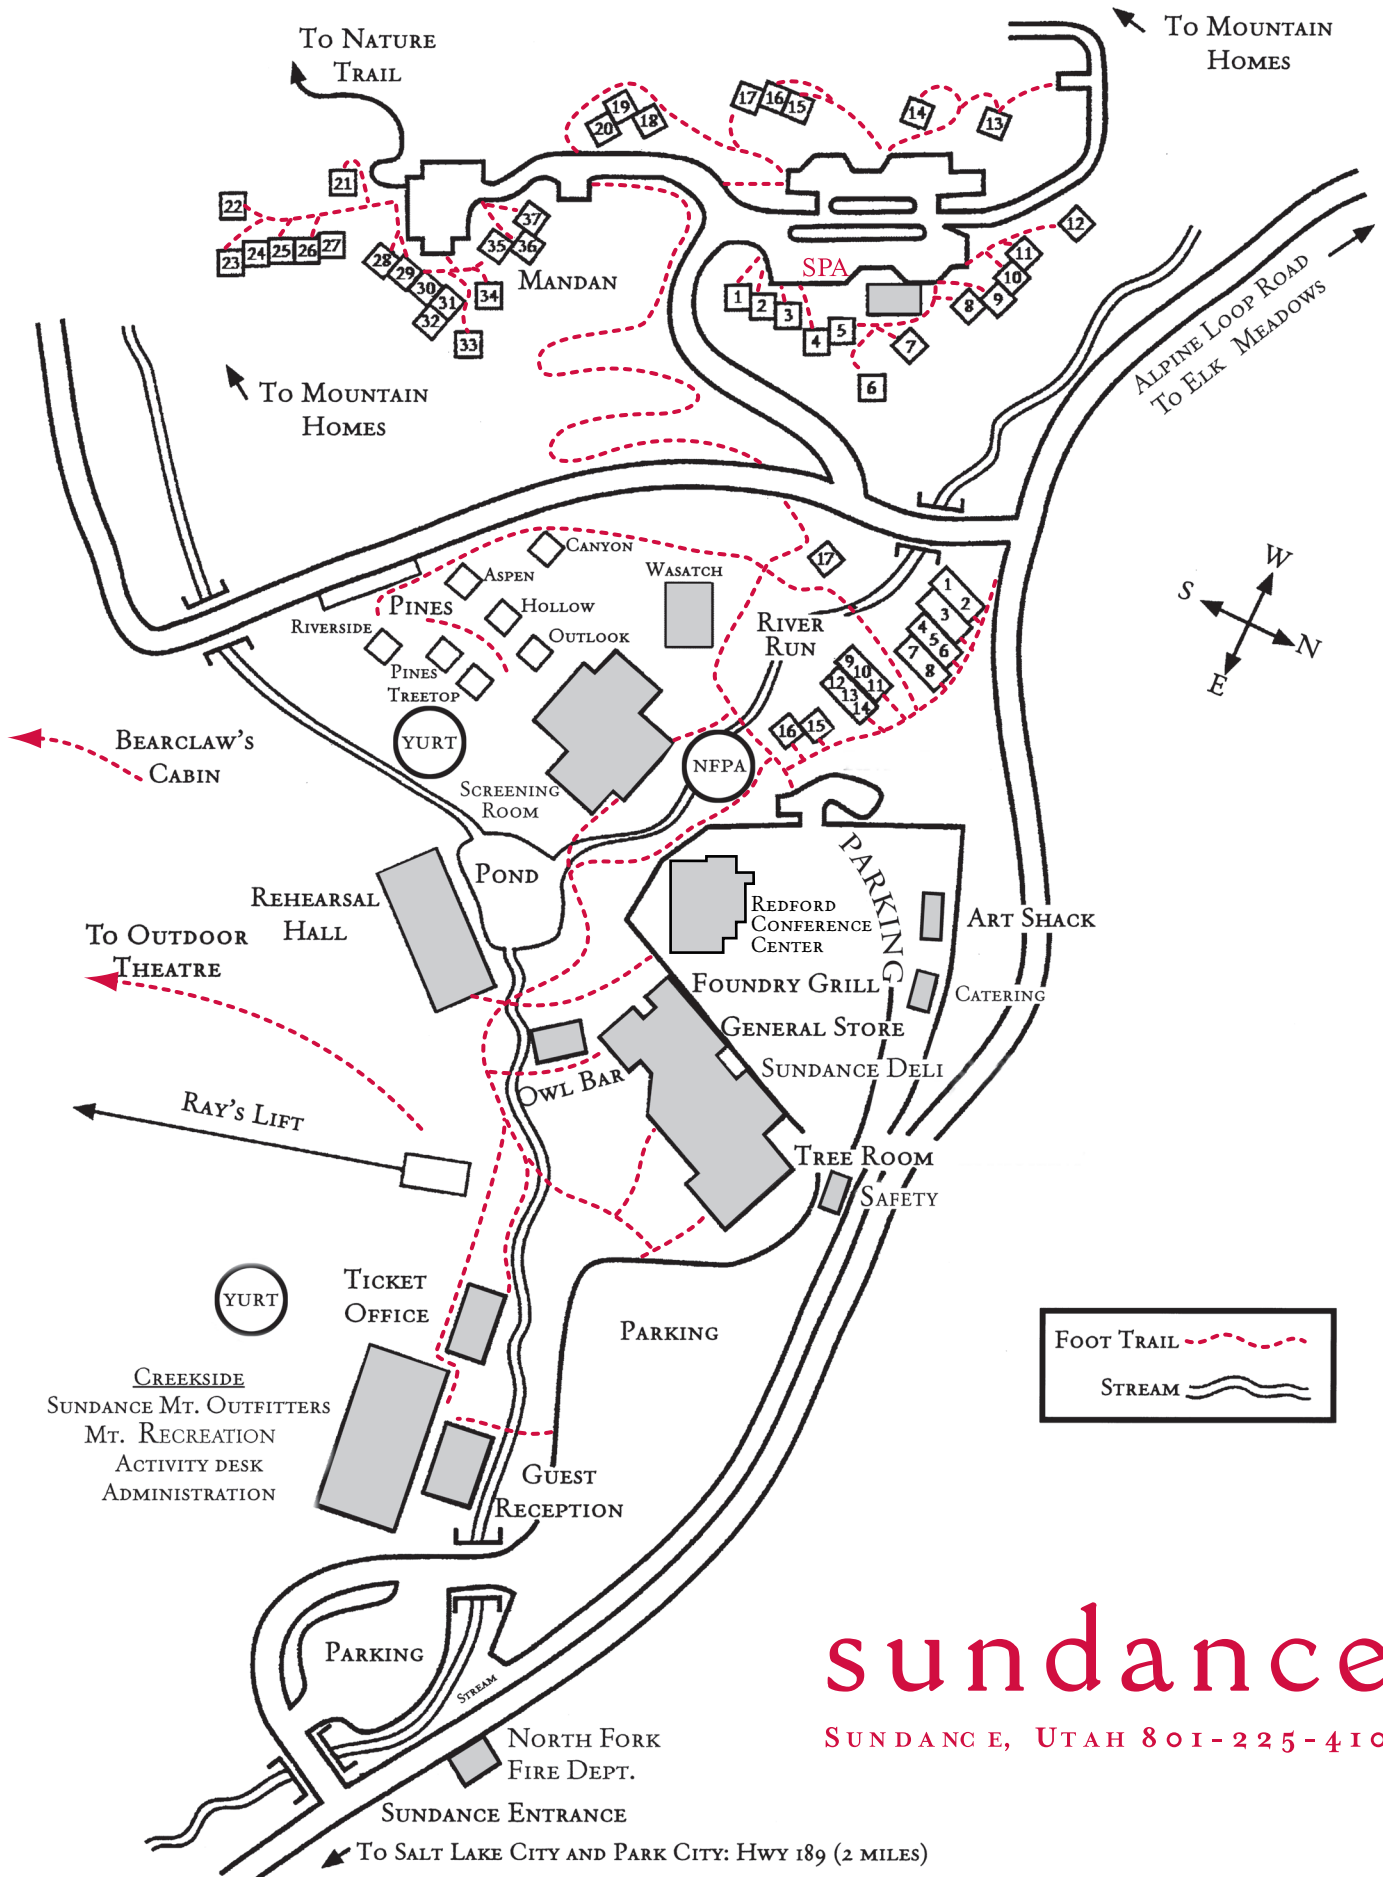 To Nature
Trail
To Mountain
Homes
17
16
15
14
13
19
20
18
21
22
23
24
25
26
27
28
29
30
31
32
33
34
35
36
37
Mandan
SPA
1
2
3
4
5
6
7
8
9
10
11
12
Alpine Loop Road
To Elk Meadows
To Mountain
Homes
Canyon
Aspen
Hollow
Outlook
Pines
Riverside
Pines
Treetop
Wasatch
17
River
Run
1
2
3
4
5
6
7
8
9
10
11
12
13
14
15
16
W
S
N
E
Bearclaw's
Cabin
YURT
NFPA
Screening
Room
Pond
Rehearsal
Hall
To Outdoor
Theatre
Parking
Redford
Conference
Center
Art Shack
Catering
Foundry Grill
General Store
Sundance Deli
Owl Bar
Ray's Lift
Tree Room
Safety
YURT
Ticket
Office
Parking
Foot Trail
Stream
Creekside
Sundance Mt. Outfitters
Mt. Recreation
Activity desk
Administration
Guest
Reception
Parking
Stream
sundance
Sundance, Utah 801-225-410
North Fork
Fire Dept.
Sundance Entrance
To Salt Lake City and Park City: Hwy 189 (2 miles)